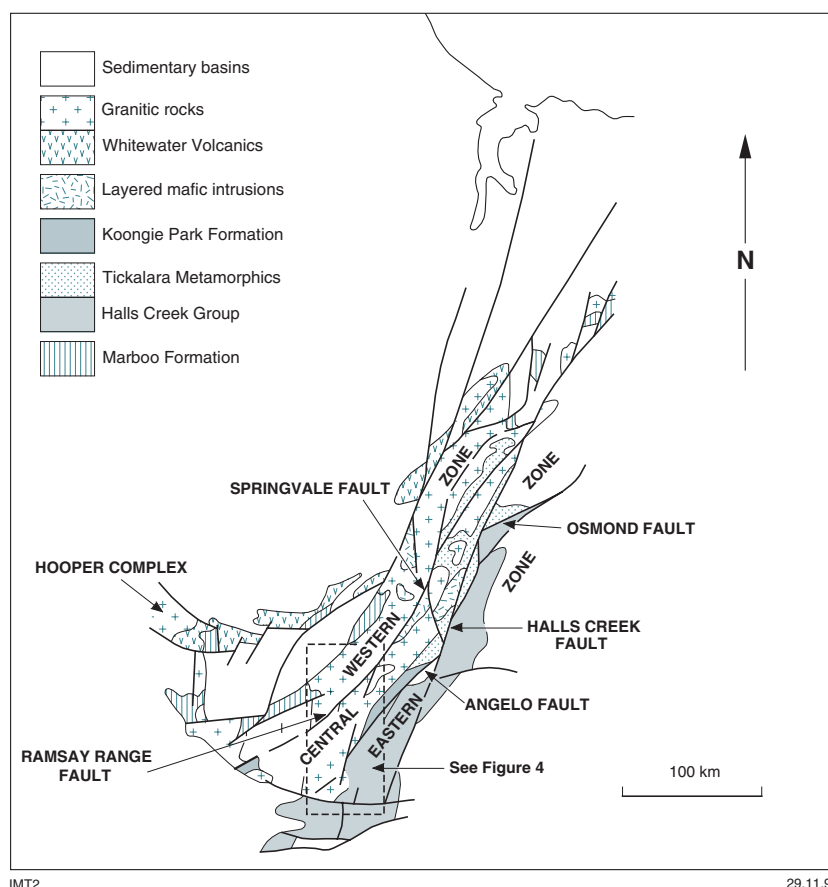 Sedimentary basins
Granitic rocks
Whitewater Volcanics
Layered mafic intrusions
Koongie Park Formation
Tickalara Metamorphics
Halls Creek Group
Marboo Formation
N
ZONE
ZONE
SPRINGVALE FAULT
OSMOND FAULT
HOOPER COMPLEX
ZONE
HALLS CREEK
FAULT
WESTERN
ANGELO FAULT
CENTRAL
EASTERN
RAMSAY RANGE
FAULT
See Figure 4
100 km
IMT2
29.11.9